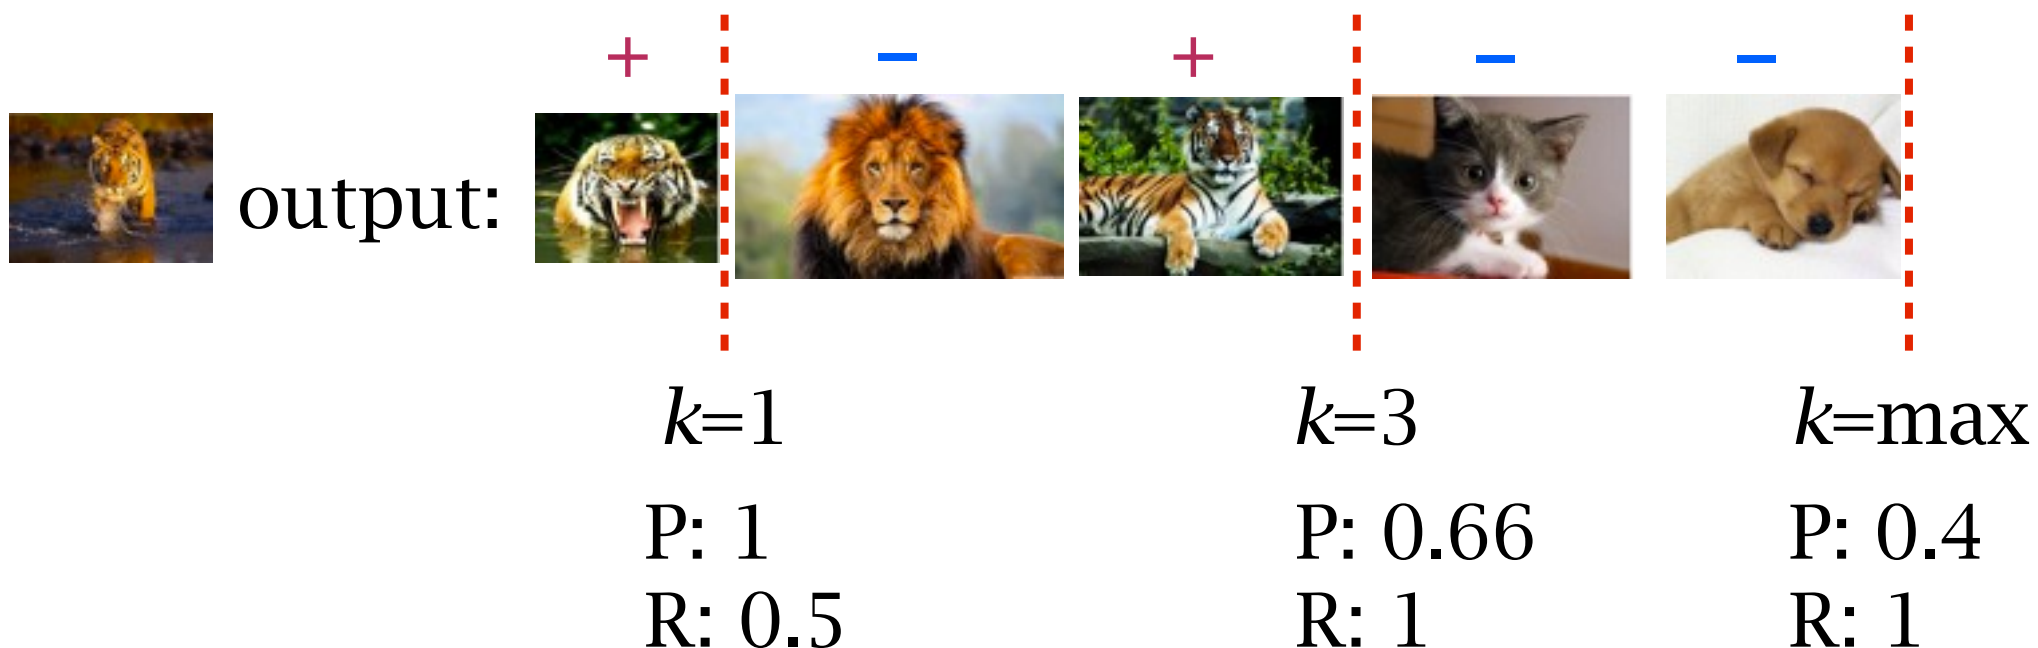 + – + – –
output:
k=1 k=3 k=max
P: 1 P: 0.66 P: 0.4
R: 0.5 R: 1 R: 1